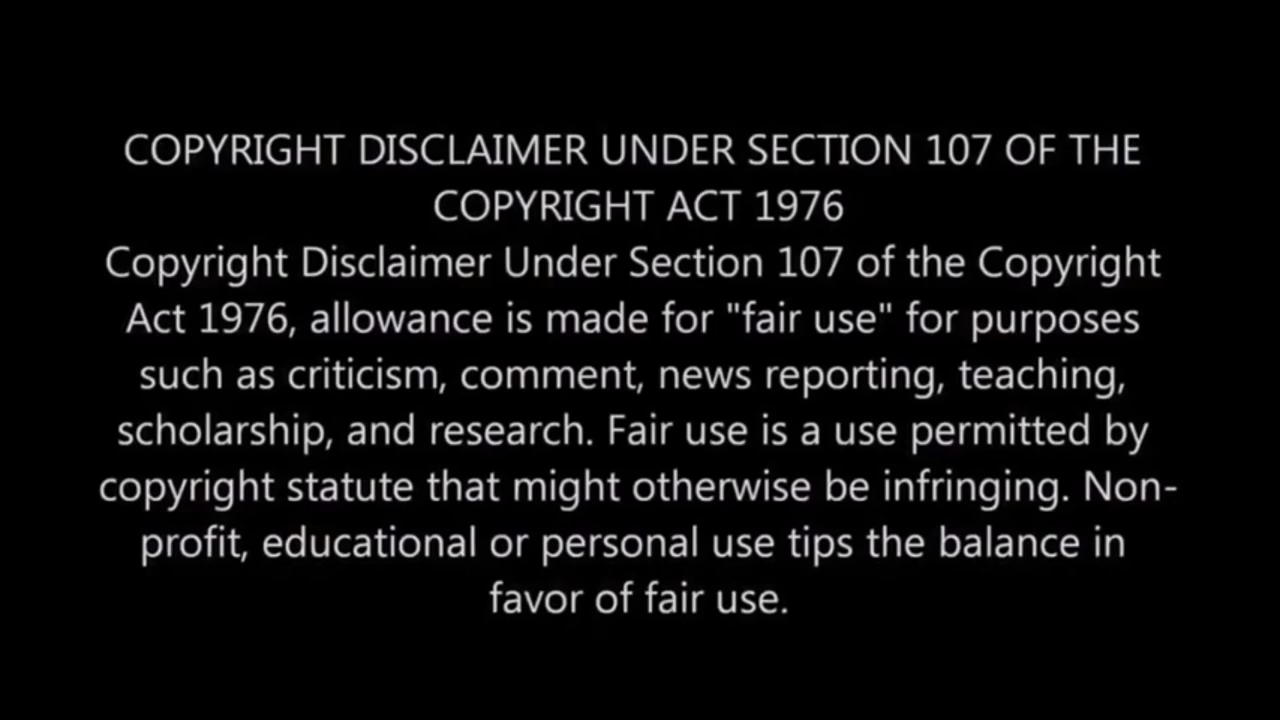 COPYRIGHT DISCLAIMER UNDER SECTION 107 OF THE
COPYRIGHT ACT 1976
Copyright Disclaimer Under Section 107 of the Copyright
Act 1976, allowance is made for "fair use" for purposes
such as criticism, comment, news reporting, teaching,
scholarship, and research. Fair use is a use permitted by
copyright statute that might otherwise be infringing. Non-
profit, educational or personal use tips the balance in
favor of fair use.